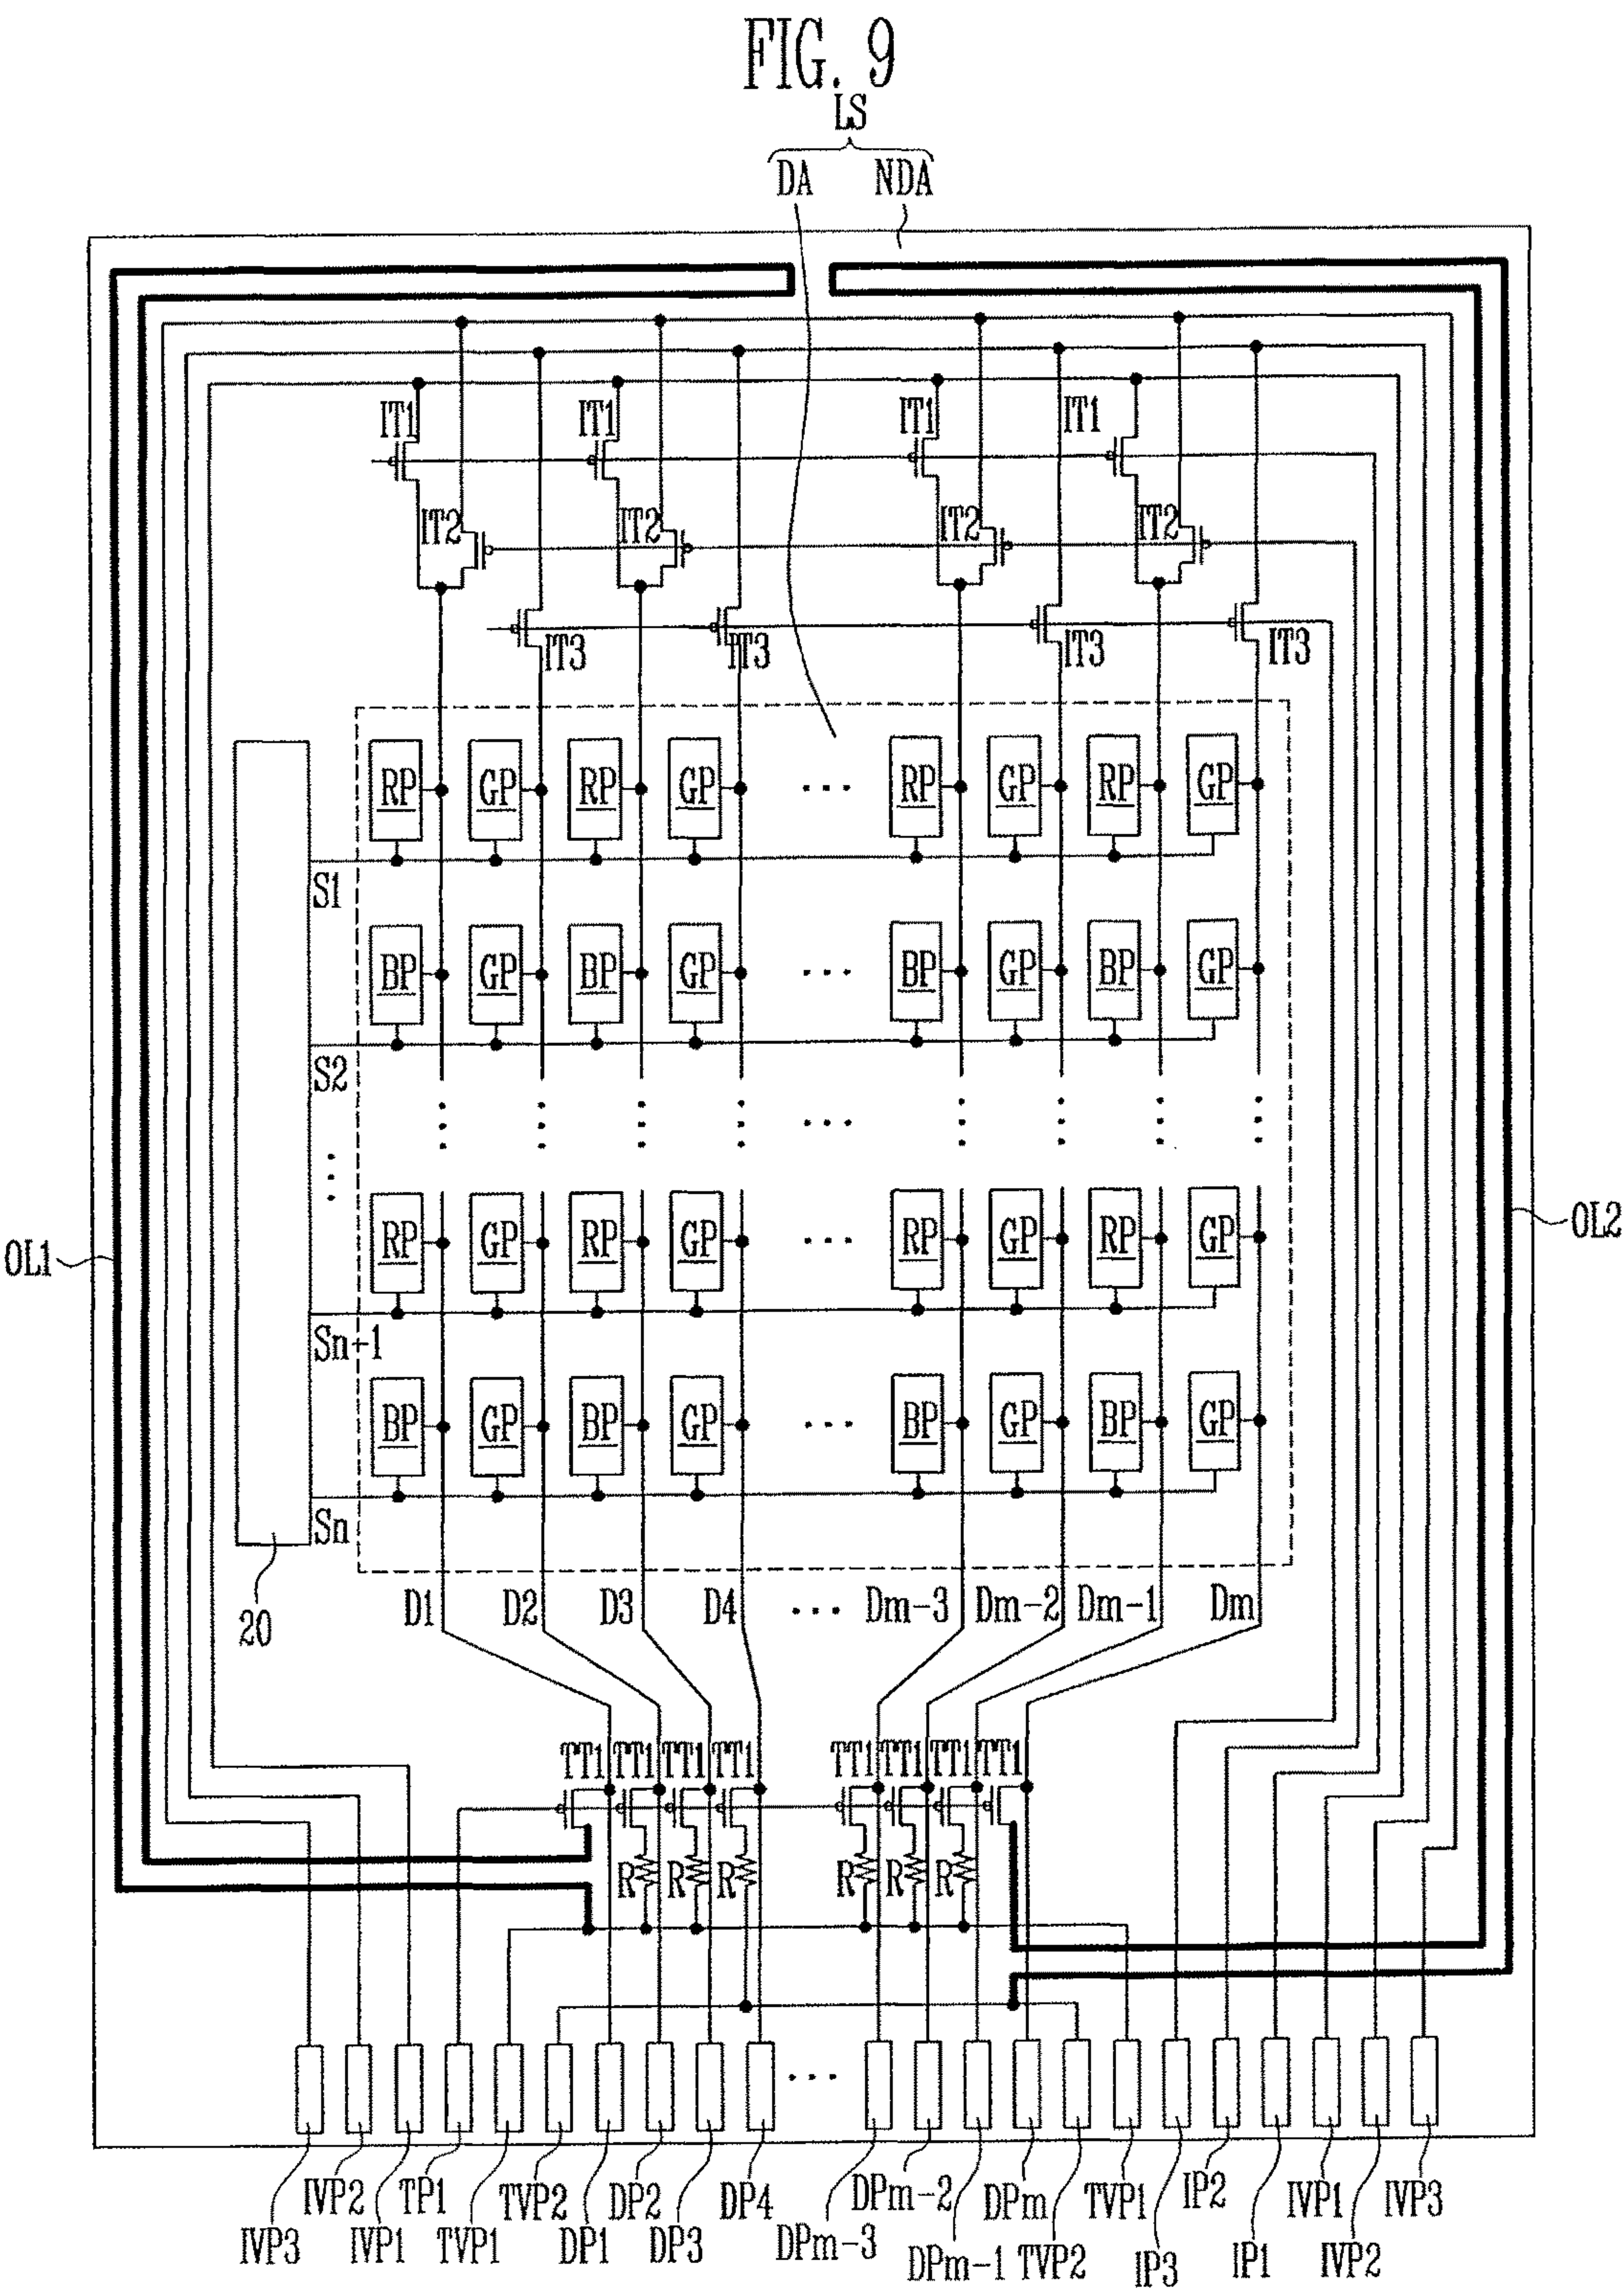 FIG. 9
LS
DA NDA
IT1 IT1 IT1 IT1
IT2 IT2 IT2 IT2
IT3 IT3 IT3 IT3
RP GP RP GP ... RP GP RP GP
S1
BP GP BP GP ... BP GP BP GP
S2
OL1 OL2
RP GP RP GP ... RP GP RP GP
Sn-1
BP GP BP GP ... BP GP BP GP
Sn
20
D1 D2 D3 D4 ... Dm-3 Dm-2 Dm-1 Dm
TT1 TT1 TT1 TT1 TT1 TT1 TT1 TT1
R R R R R R
IVP3 IVP2 IVP1 TP1 TVP1 TVP2 DP1 DP2 DP3 DP4 DPm-3 DPm-2 DPm-1 DPm TVP2 TVP1 IP3 IP2 IP1 IVP1 IVP2 IVP3